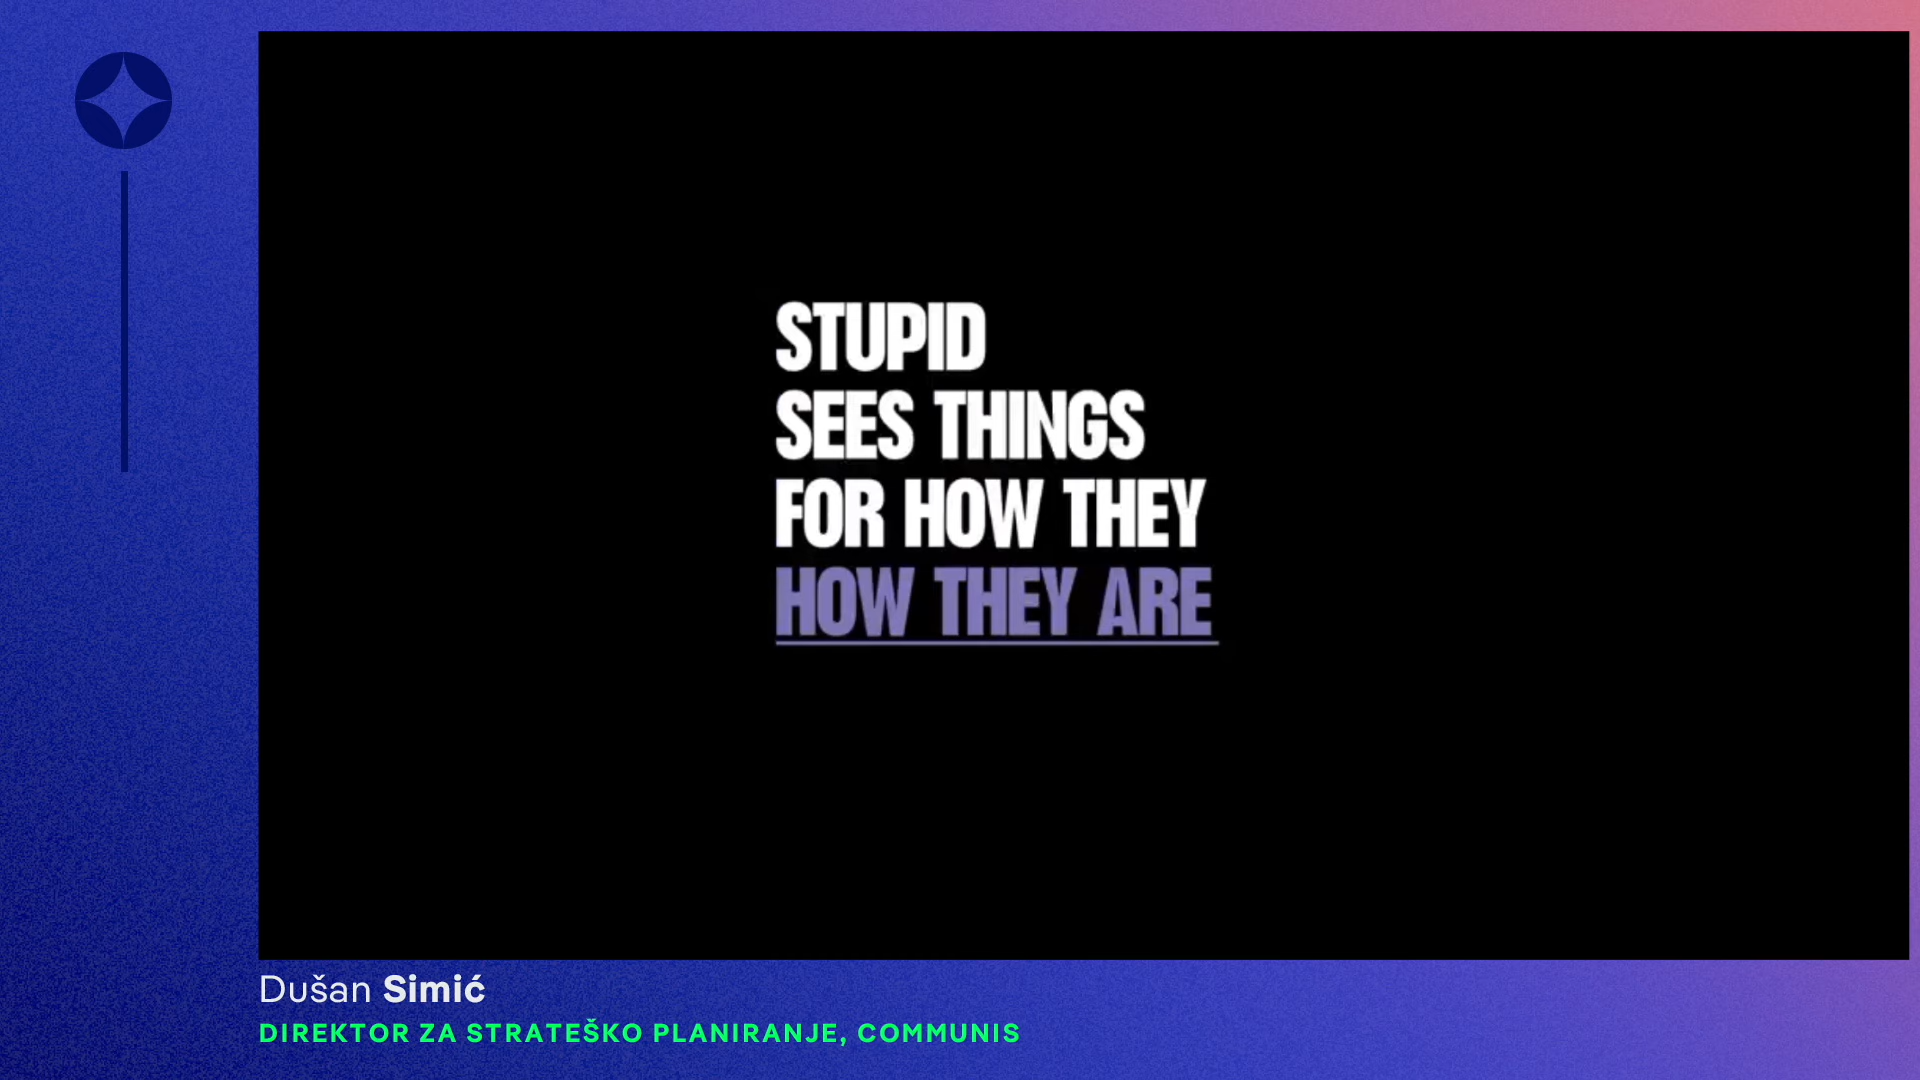 STUPID
SEES THINGS
FOR HOW THEY
HOW THEY ARE
Dušan Simić
DIREKTOR ZA STRATEŠKO PLANIRANJE, COMMUNIS